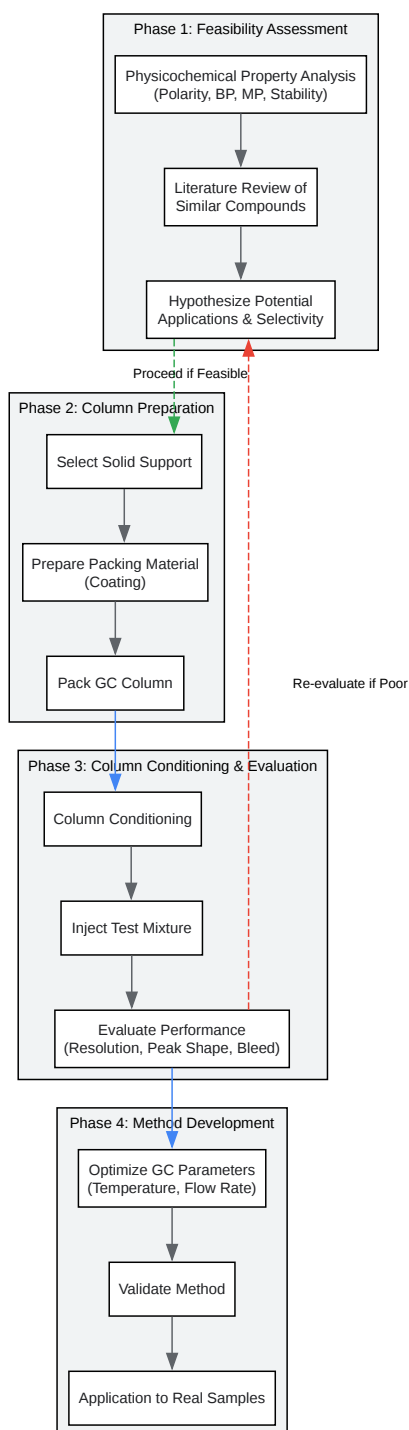 Phase 1: Feasibility Assessment
Physicochemical Property Analysis
(Polarity, BP, MP, Stability)
Literature Review of
Similar Compounds
Hypothesize Potential
Applications & Selectivity
Proceed if Feasible
Phase 2: Column Preparation
Select Solid Support
Prepare Packing Material
(Coating)
Pack GC Column
Re-evaluate if Poor
Phase 3: Column Conditioning & Evaluation
Column Conditioning
Inject Test Mixture
Evaluate Performance
(Resolution, Peak Shape, Bleed)
Phase 4: Method Development
Optimize GC Parameters
(Temperature, Flow Rate)
Validate Method
Application to Real Samples